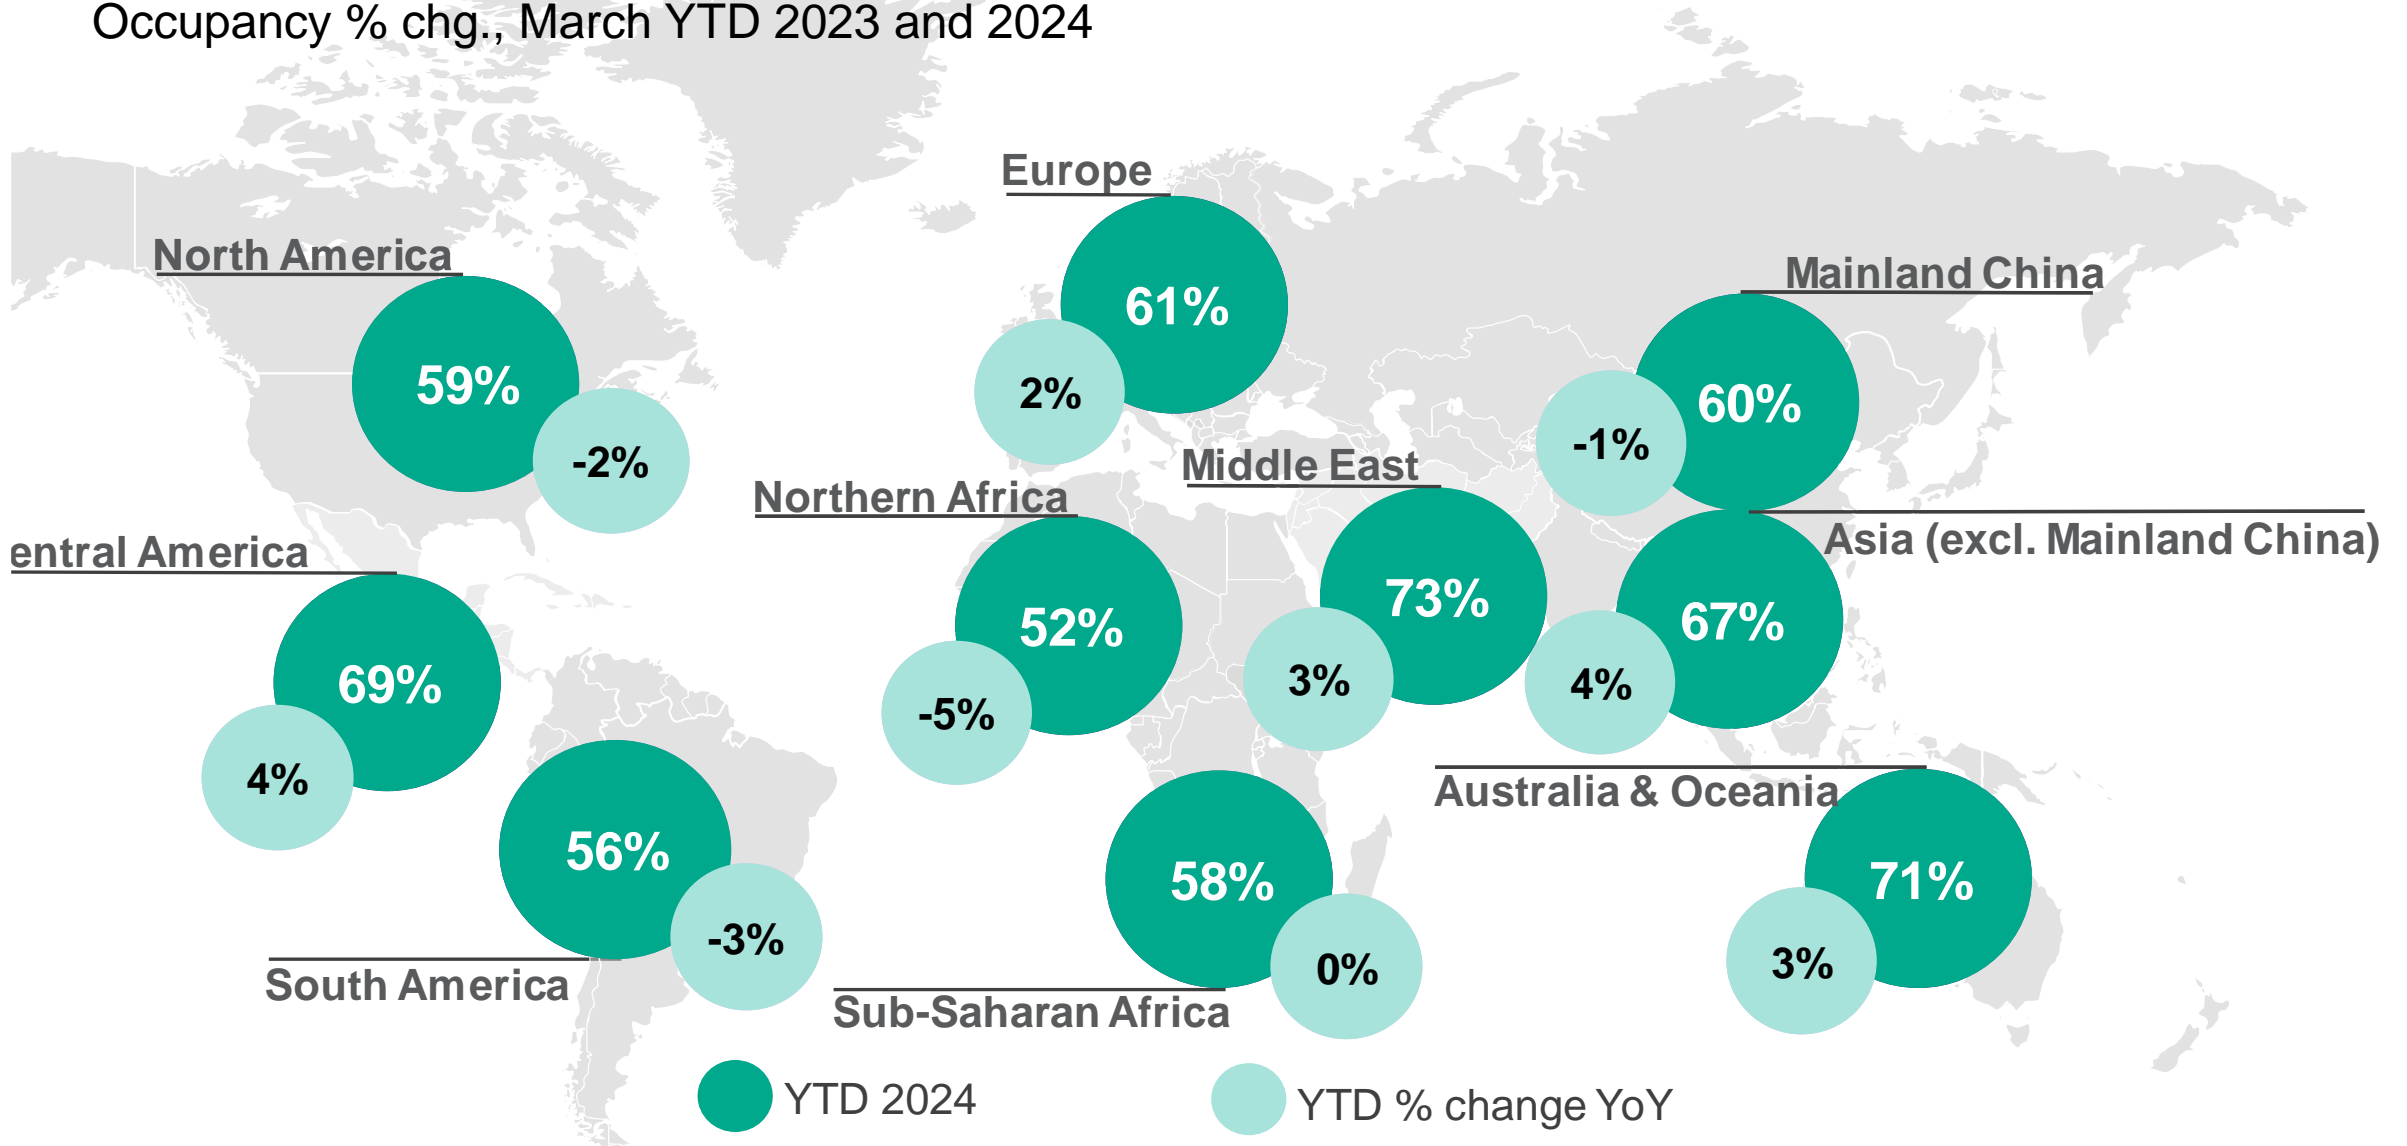 Occupancy % chg., March YTD 2023 and 2024
Europe
61%
2%
North America
59%
-2%
Mainland China
60%
-1%
Middle East
73%
3%
Northern Africa
52%
-5%
Asia (excl. Mainland China)
67%
4%
entral America
69%
4%
South America
56%
-3%
Sub-Saharan Africa
58%
0%
Australia & Oceania
71%
3%
YTD 2024
YTD % change YoY